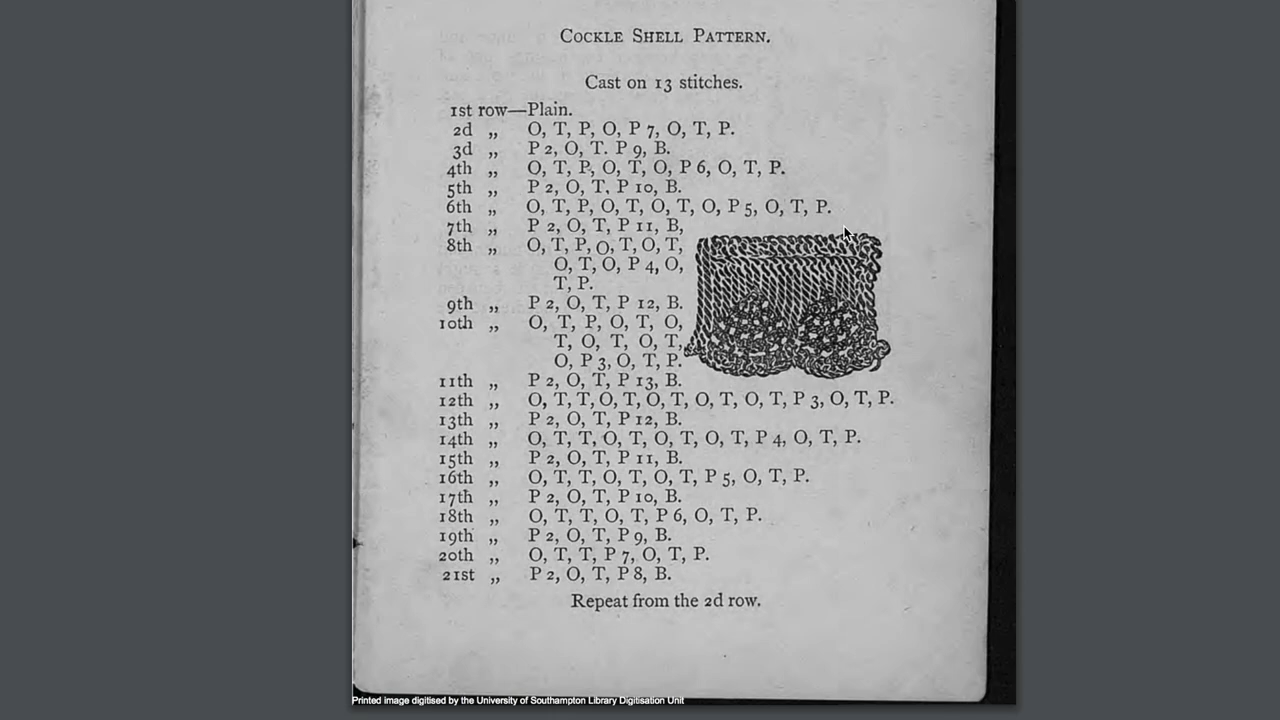 COCKLE SHELL PATTERN.
Cast on 13 stitches.
1st row—Plain.
2d „ O, T, P, O, P 7, O, T, P.
3d „ P 2, O, T. P 9, B.
4th „ O, T, P, O, T, O, P 6, O, T, P.
5th „ P 2, O, T, P 10, B.
6th „ O, T, P, O, T, O, T, O, P 5, O, T, P.
7th „ P 2, O, T, P 11, B,
8th „ O, T, P, O, T, O, T,
O, T, O, P 4, O,
T, P.
9th „ P 2, O, T, P 12, B.
10th „ O, T, P, O, T, O,
T, O, T, O, T,
O, P 3, O, T, P.
11th „ P 2, O, T, P 13, B.
12th „ O, T, T, O, T, O, T, O, T, O, T, P 3, O, T, P.
13th „ P 2, O, T, P 12, B.
14th „ O, T, T, O, T, O, T, O, T, P 4, O, T, P.
15th „ P 2, O, T, P 11, B.
16th „ O, T, T, O, T, O, T, P 5, O, T, P.
17th „ P 2, O, T, P 10, B.
18th „ O, T, T, O, T, P 6, O, T, P.
19th „ P 2, O, T, P 9, B.
20th „ O, T, T, P 7, O, T, P.
21st „ P 2, O, T, P 8, B.
Repeat from the 2d row.
Printed image digitised by the University of Southampton Library Digitisation Unit